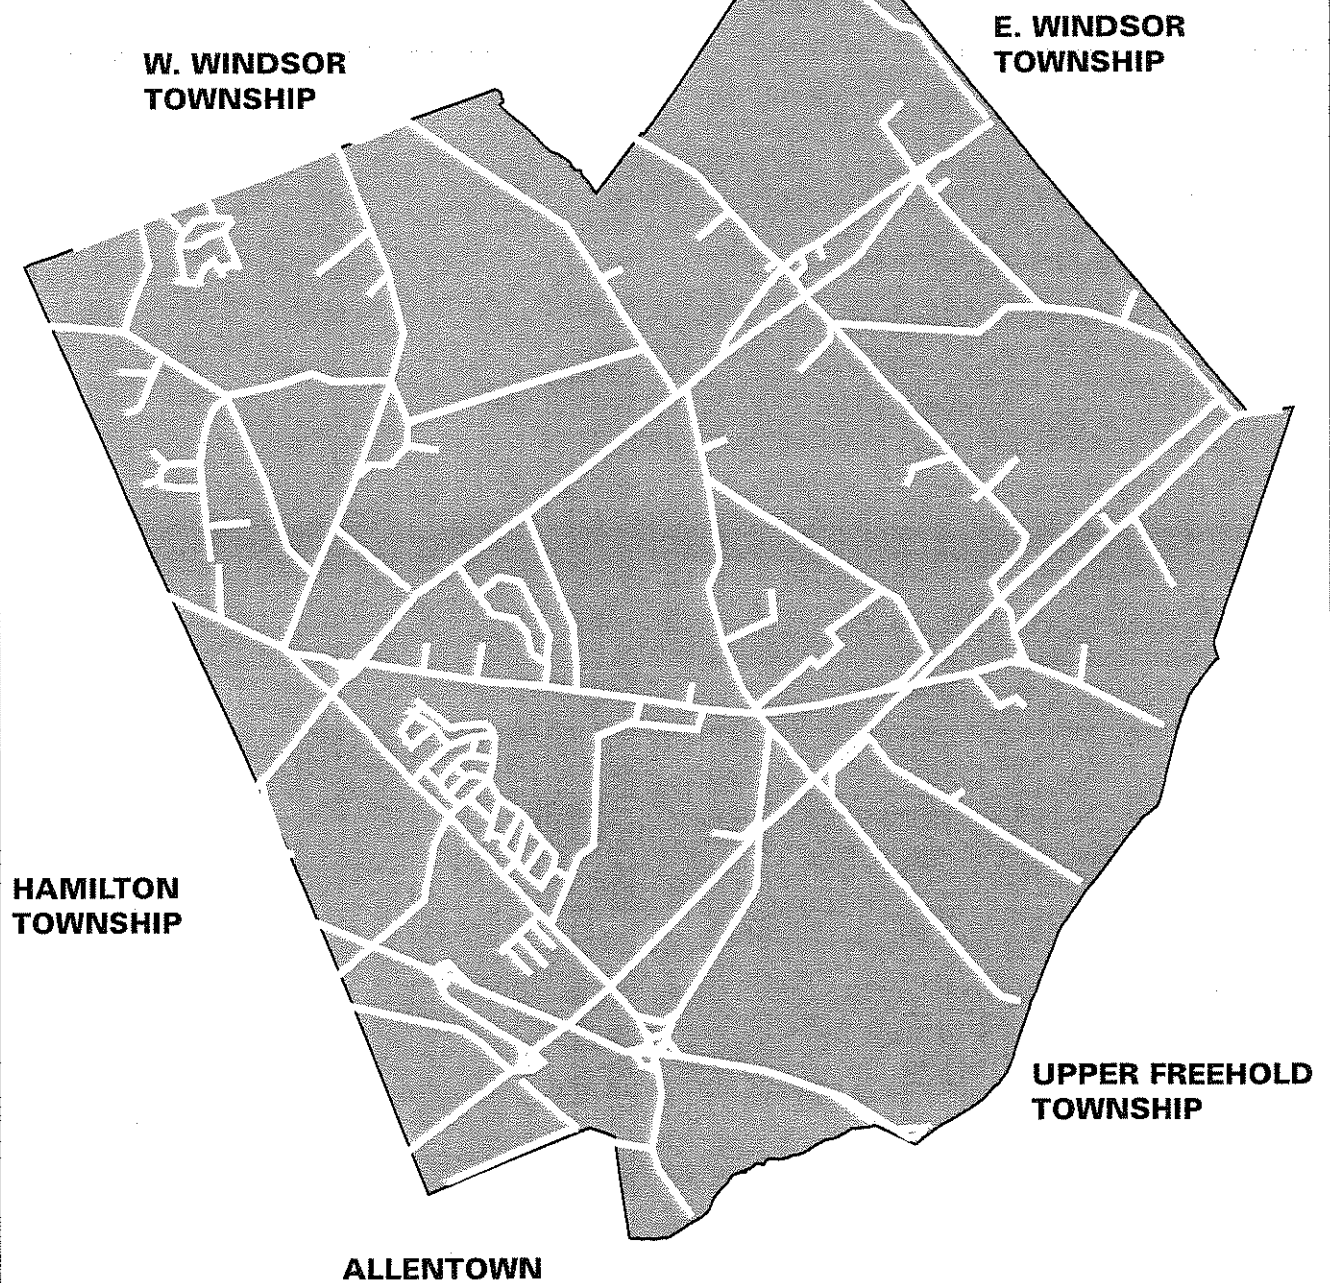 E. WINDSOR
TOWNSHIP
W. WINDSOR
TOWNSHIP
HAMILTON
TOWNSHIP
UPPER FREEHOLD
TOWNSHIP
ALLENTOWN